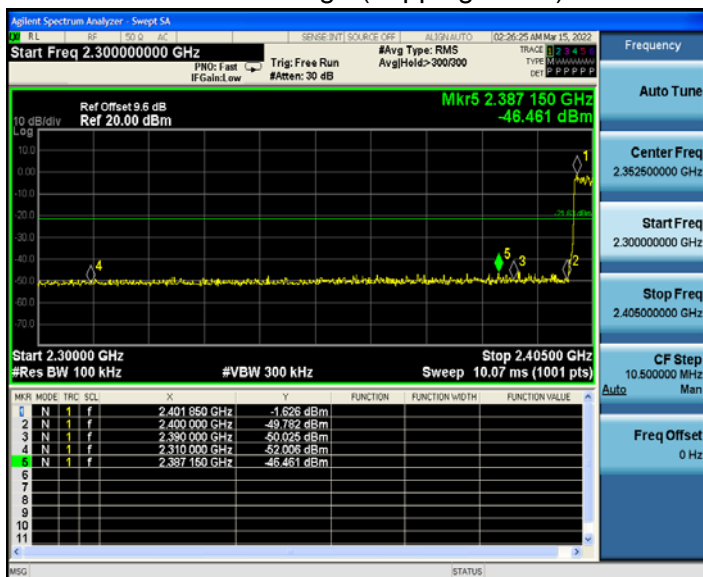 Agilent Spectrum Analyzer - Swept SA
RL RF 50 Ω AC SENSE:INT SOURCE OFF ALIGN AUTO 02:26:25 AM Mar 15, 2022
Start Freq 2.300000000 GHz
PNO: Fast
IFGain:Low
Trig: Free Run
#Atten: 30 dB
#Avg Type: RMS
Avg|Hold:>300/300
TRACE 1 2 3 4 5 6
TYPE M
DET P P P P P P
Ref Offset 9.6 dB
Ref 20.00 dBm
10 dB/div
Log
Mkr5 2.387 150 GHz
-46.461 dBm
10.0
0.00
-10.0
-20.0
-30.0
-40.0
-50.0
-60.0
-70.0
1
4
5
3
2
Start 2.30000 GHz
Stop 2.40500 GHz
#Res BW 100 kHz
#VBW 300 kHz
Sweep 10.07 ms (1001 pts)
MKR MODE TRC SCL X Y FUNCTION FUNCTION WIDTH FUNCTION VALUE
1 N 1 f 2.401 850 GHz -1.626 dBm
2 N 1 f 2.400 000 GHz -49.782 dBm
3 N 1 f 2.390 000 GHz -50.025 dBm
4 N 1 f 2.310 000 GHz -52.006 dBm
5 N 1 f 2.387 150 GHz -46.461 dBm
6
7
8
9
10
11
MSG
STATUS
Frequency
Auto Tune
Center Freq
2.352500000 GHz
Start Freq
2.300000000 GHz
Stop Freq
2.405000000 GHz
CF Step
10.500000 MHz
Auto Man
Freq Offset
0 Hz